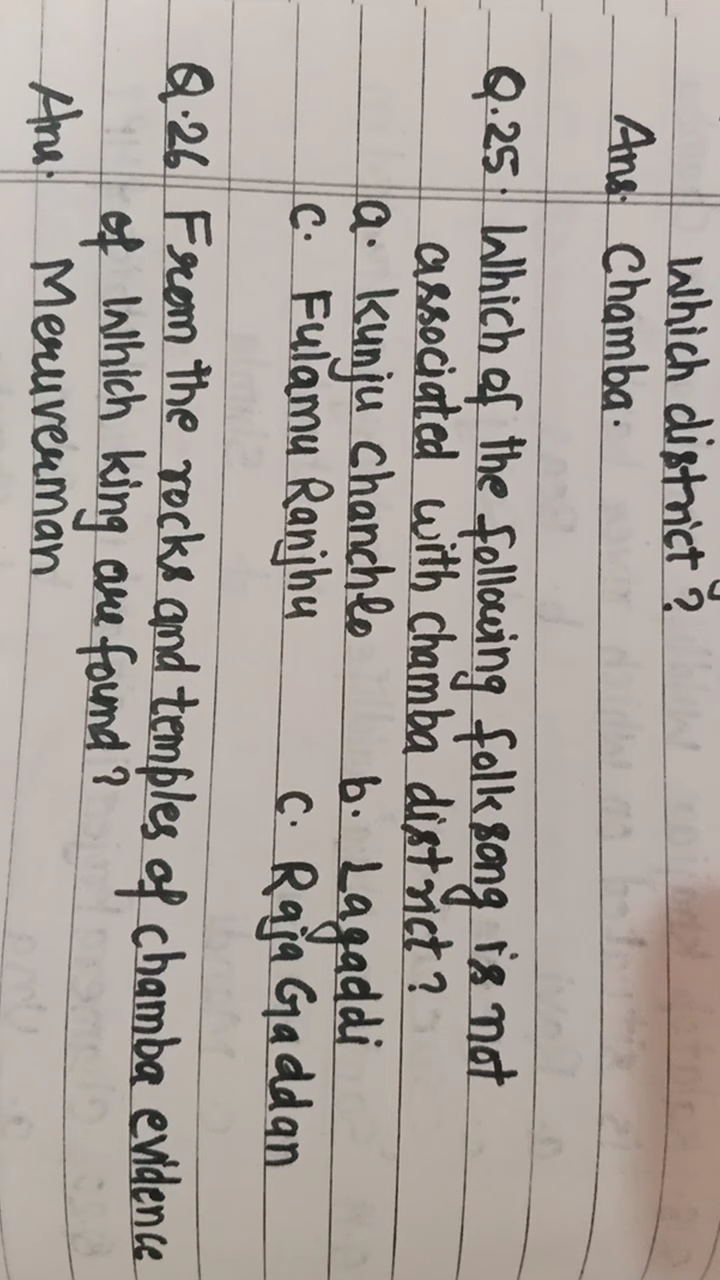 which district?
Ans. Chamba.
Q.25. Which of the following folk song is not
associated with chamba district?
a. Kunju Chanchlo b. Lagaddi
c. Fulamu Ranjhu c. Raja Gaddan
Q.26 From the rocks and temples of chamba evidence
of which king are found?
Ans. Meruverman